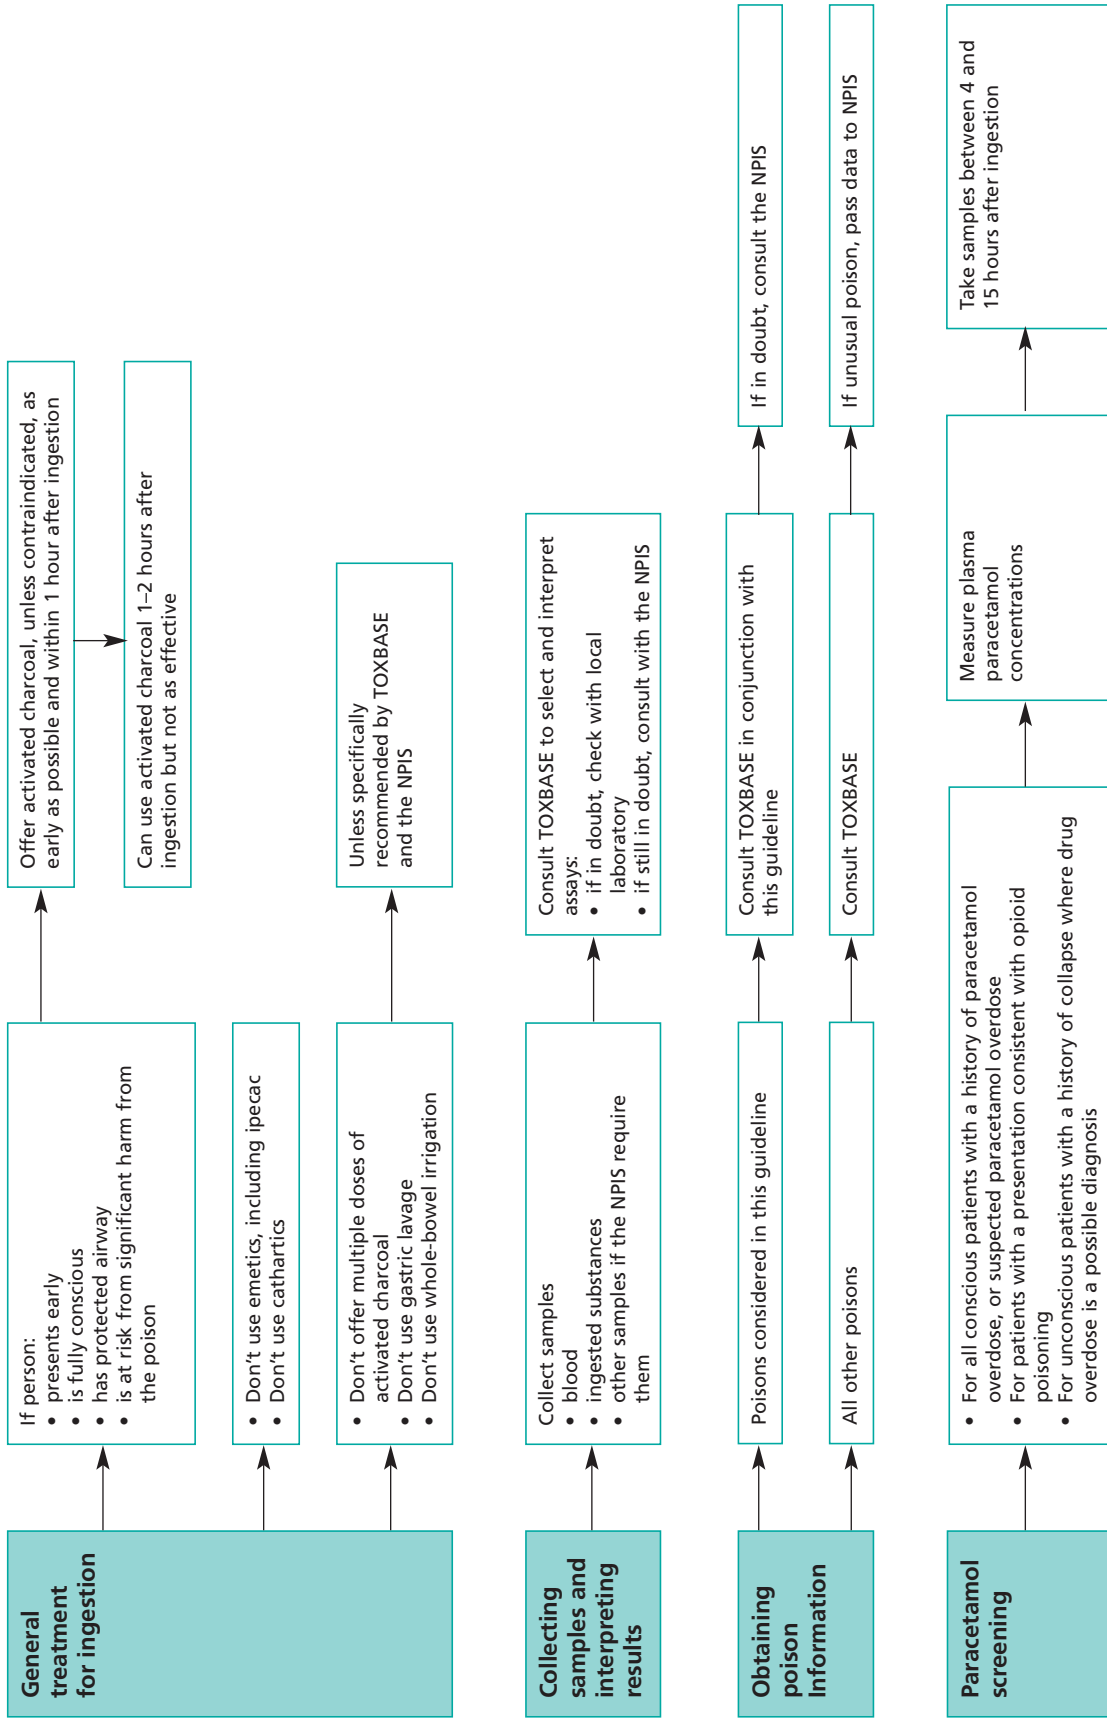 General
treatment
for ingestion
If person:
• presents early
• is fully conscious
• has protected airway
• is at risk from significant harm from
the poison
Offer activated charcoal, unless contraindicated, as
early as possible and within 1 hour after ingestion
Can use activated charcoal 1–2 hours after
ingestion but not as effective
• Don't use emetics, including ipecac
• Don't use cathartics
• Don't offer multiple doses of
activated charcoal
• Don't use gastric lavage
• Don't use whole-bowel irrigation
Unless specifically
recommended by TOXBASE
and the NPIS
Collecting
samples and
interpreting
results
Collect samples
• blood
• ingested substances
• other samples if the NPIS require
them
Consult TOXBASE to select and interpret
assays:
• if in doubt, check with local
laboratory
• if still in doubt, consult with the NPIS
Obtaining
poison
Information
Poisons considered in this guideline
Consult TOXBASE in conjunction with
this guideline
If in doubt, consult the NPIS
All other poisons
Consult TOXBASE
If unusual poison, pass data to NPIS
Paracetamol
screening
• For all conscious patients with a history of paracetamol
overdose, or suspected paracetamol overdose
• For patients with a presentation consistent with opioid
poisoning
• For unconscious patients with a history of collapse where drug
overdose is a possible diagnosis
Measure plasma
paracetamol
concentrations
Take samples between 4 and
15 hours after ingestion